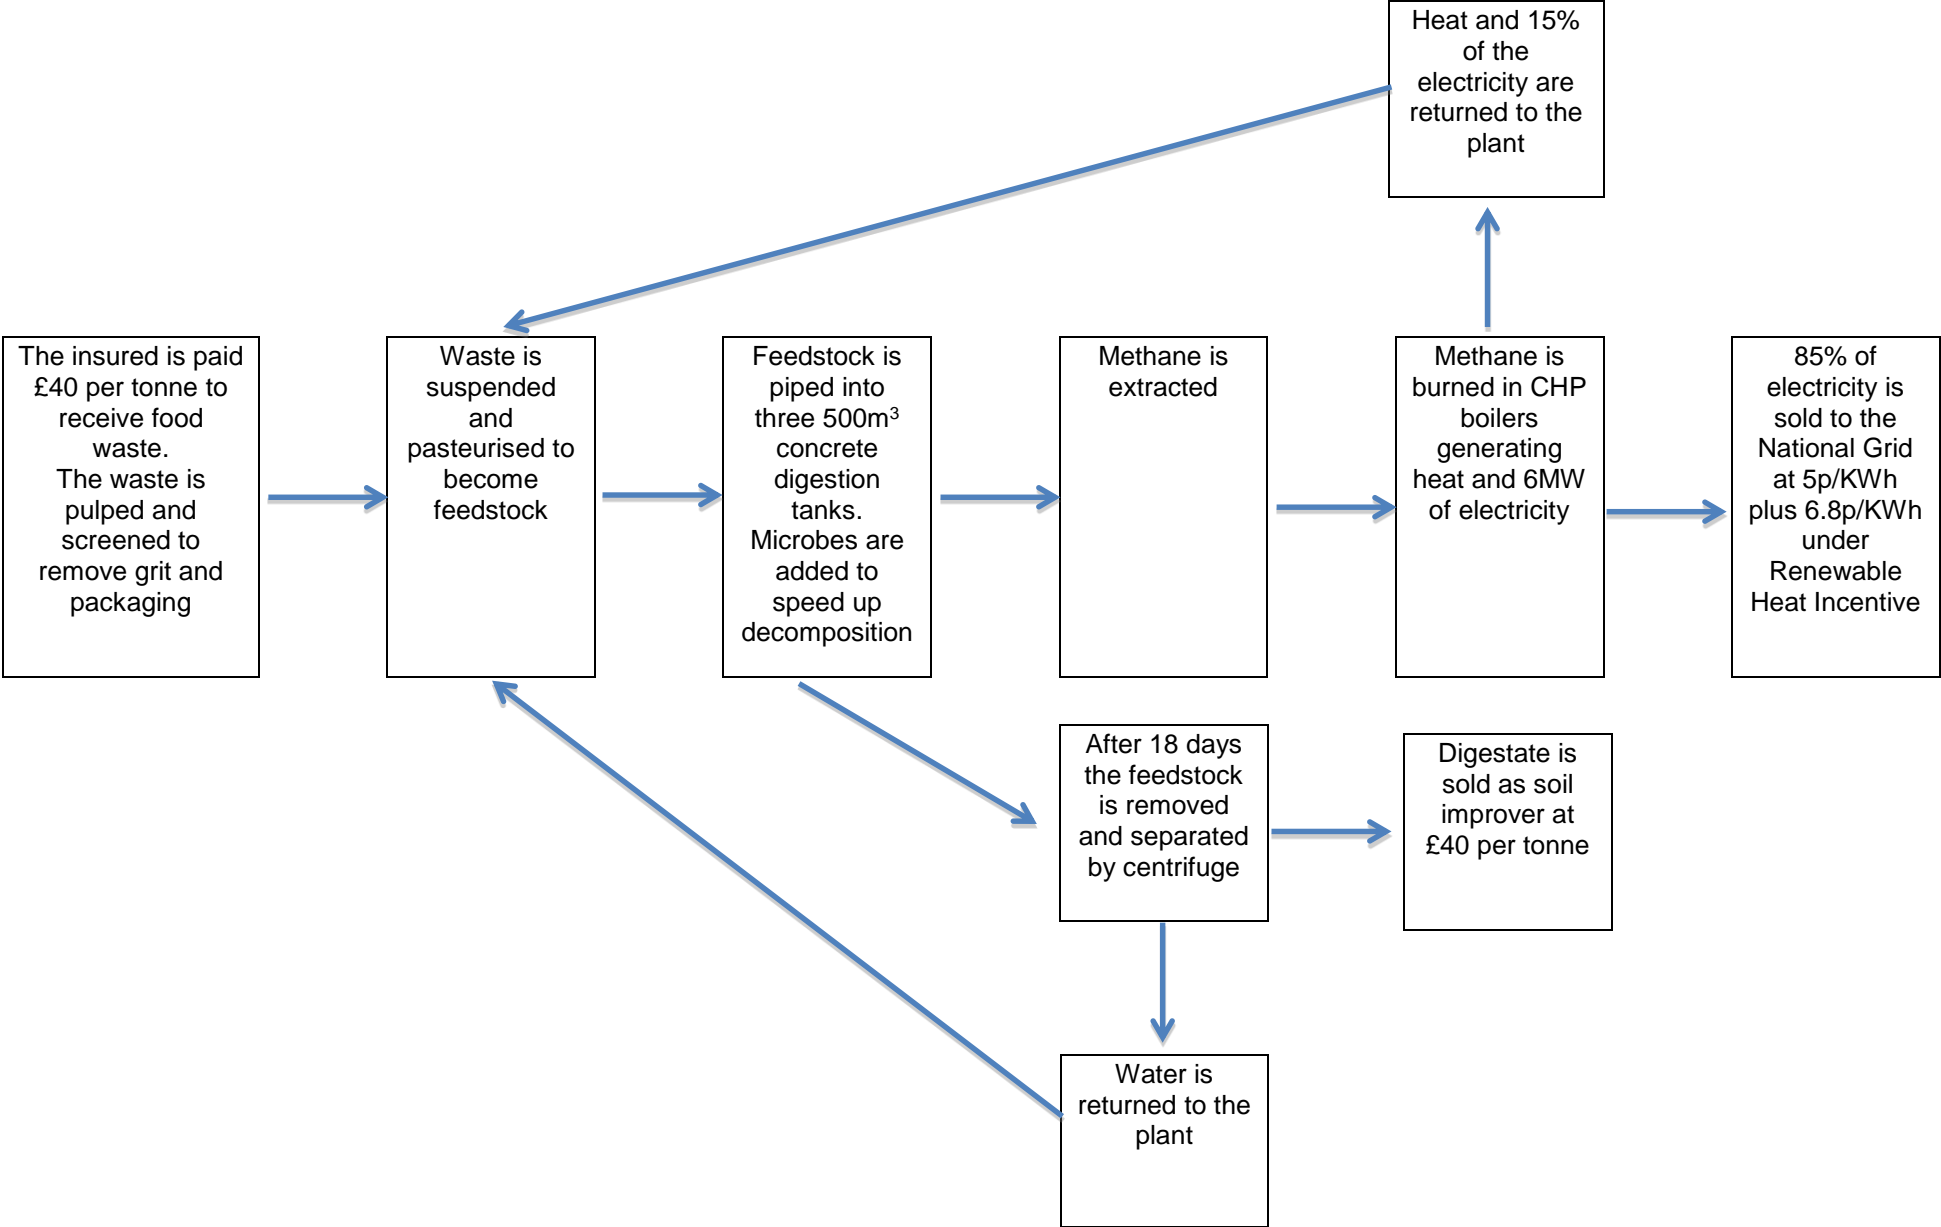 Heat and 15%
of the
electricity are
returned to the
plant
The insured is paid
£40 per tonne to
receive food
waste.
The waste is
pulped and
screened to
remove grit and
packaging
Waste is
suspended
and
pasteurised to
become
feedstock
Feedstock is
piped into
three 500m³
concrete
digestion
tanks.
Microbes are
added to
speed up
decomposition
Methane is
extracted
Methane is
burned in CHP
boilers
generating
heat and 6MW
of electricity
85% of
electricity is
sold to the
National Grid
at 5p/KWh
plus 6.8p/KWh
under
Renewable
Heat Incentive
After 18 days
the feedstock
is removed
and separated
by centrifuge
Digestate is
sold as soil
improver at
£40 per tonne
Water is
returned to the
plant